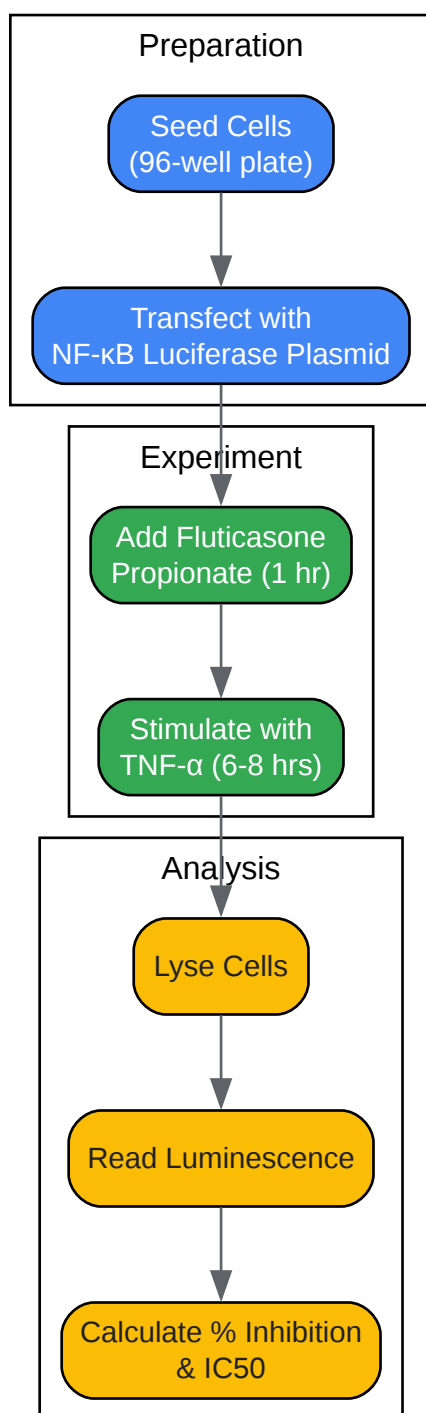 Preparation
Seed Cells
(96-well plate)
Transfect with
NF-κB Luciferase Plasmid
Experiment
Add Fluticasone
Propionate (1 hr)
Stimulate with
TNF-α (6-8 hrs)
Analysis
Lyse Cells
Read Luminescence
Calculate % Inhibition
& IC50